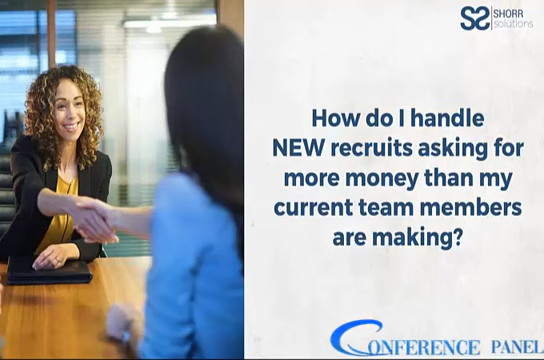 SS SHORR
solutions
How do I handle
NEW recruits asking for
more money than my
current team members
are making?
CONFERENCE PANEL